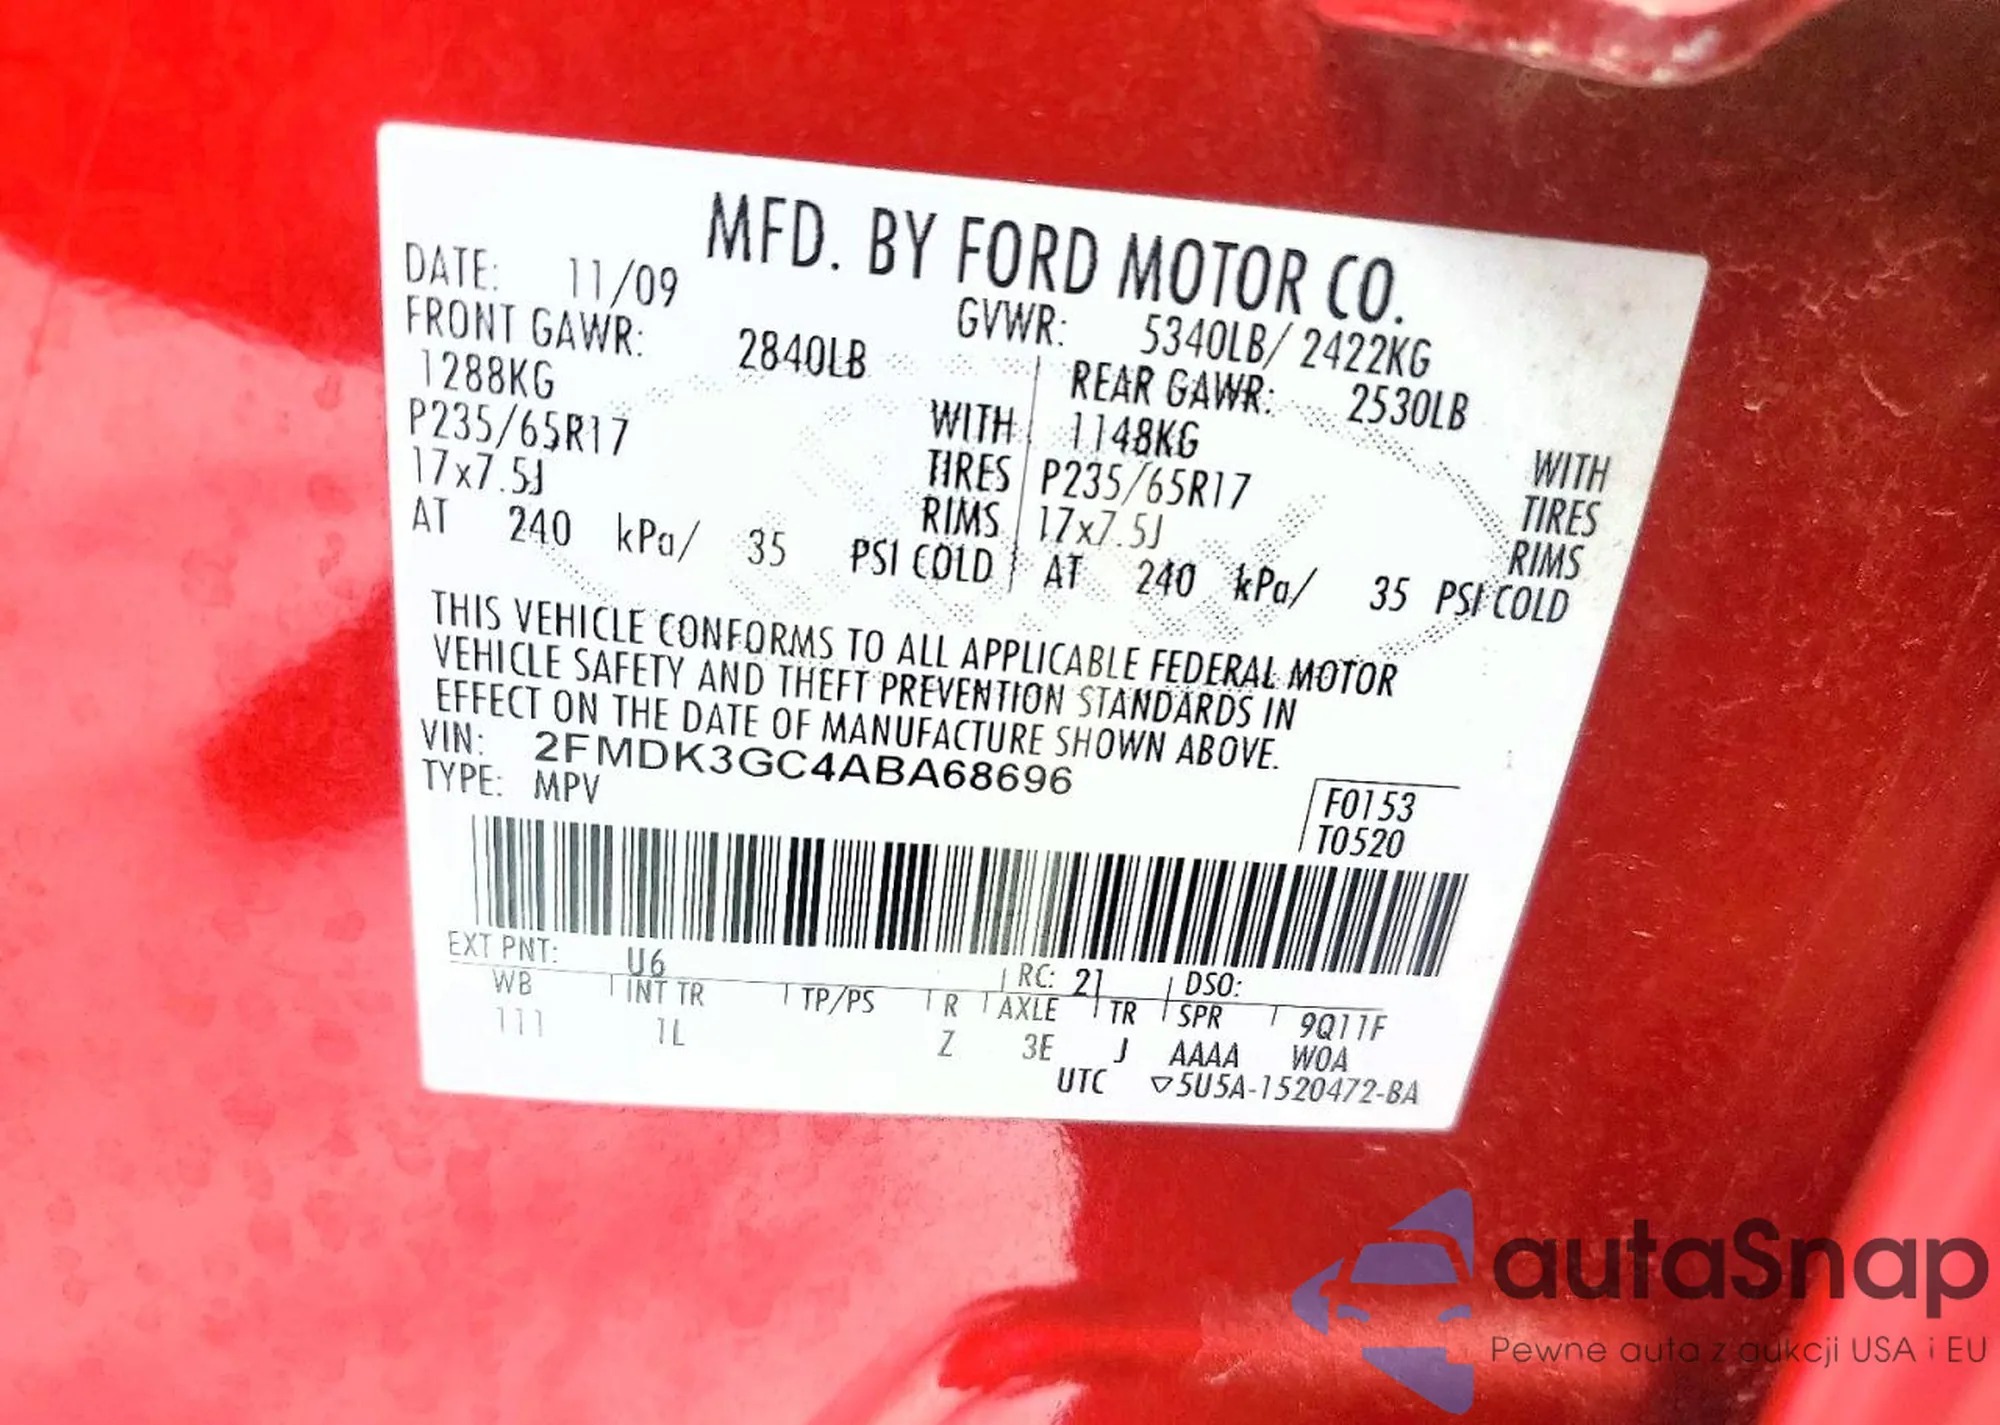 MFD. BY FORD MOTOR CO.
DATE: 11/09 GVWR: 5340LB/ 2422KG
FRONT GAWR: 2840LB REAR GAWR: 2530LB
1288KG WITH 1148KG WITH
P235/65R17 TIRES P235/65R17 TIRES
17x7.5J RIMS 17x7.5J RIMS
AT 240 kPa/ 35 PSI COLD AT 240 kPa/ 35 PSI COLD
THIS VEHICLE CONFORMS TO ALL APPLICABLE FEDERAL MOTOR
VEHICLE SAFETY AND THEFT PREVENTION STANDARDS IN
EFFECT ON THE DATE OF MANUFACTURE SHOWN ABOVE.
VIN: 2FMDK3GC4ABA68696
TYPE: MPV
F0153
T0520
EXT PNT: U6 RC: 21 DSO:
WB INT TR TP/PS R AXLE TR SPR 9Q11F
111 1L Z 3E J AAAA W0A
UTC ▽5U5A-1520472-BA
autaSnap
Pewne auta z aukcji USA i EU